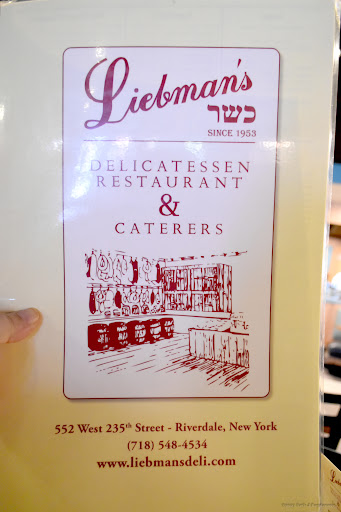 Liebman's
כשר
SINCE 1953
DELICATESSEN
RESTAURANT
&
CATERERS
552 West 235th Street - Riverdale, New York
(718) 548-4534
www.liebmansdeli.com